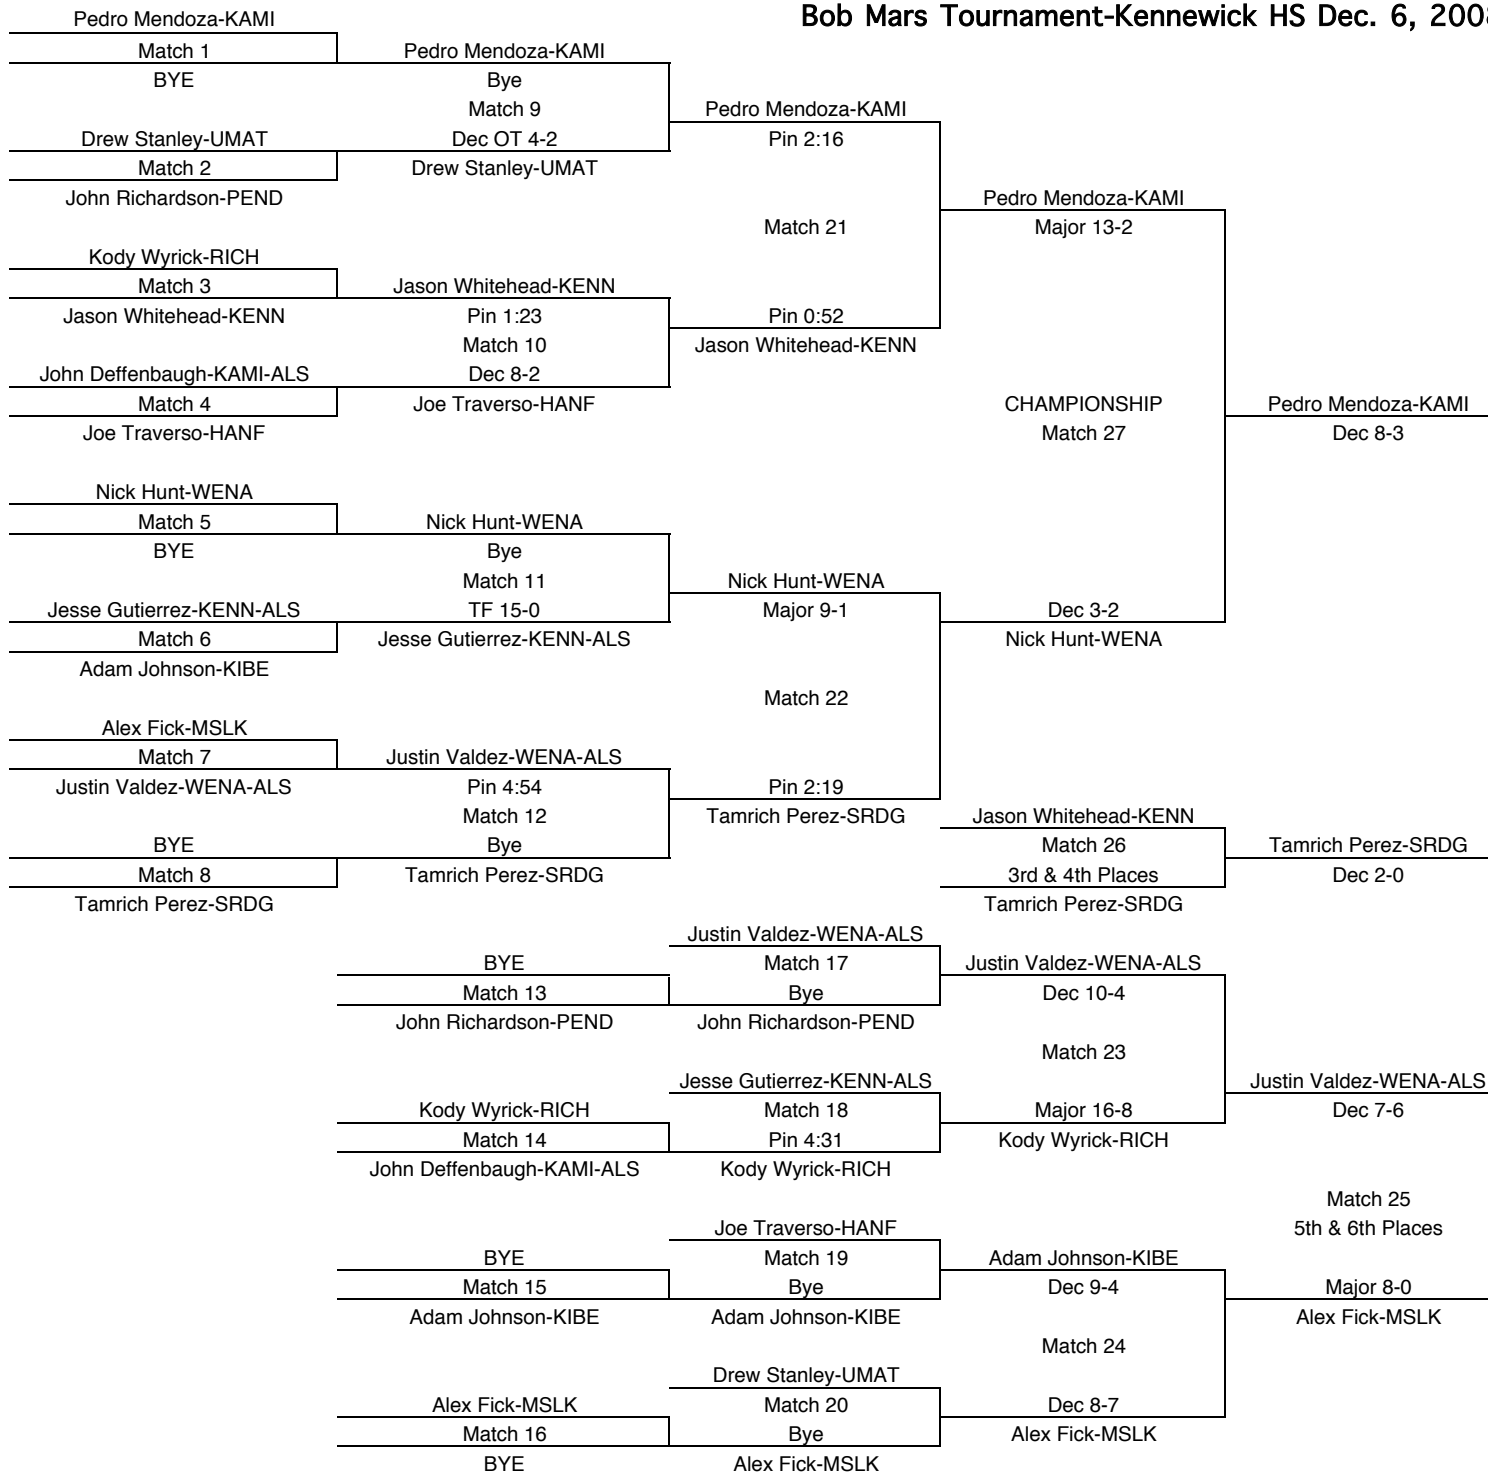 Bob Mars Tournament-Kennewick HS Dec. 6, 2008
Pedro Mendoza-KAMI
Match 1
BYE
Drew Stanley-UMAT
Match 2
John Richardson-PEND
Kody Wyrick-RICH
Match 3
Jason Whitehead-KENN
John Deffenbaugh-KAMI-ALS
Match 4
Joe Traverso-HANF
Nick Hunt-WENA
Match 5
BYE
Jesse Gutierrez-KENN-ALS
Match 6
Adam Johnson-KIBE
Alex Fick-MSLK
Match 7
Justin Valdez-WENA-ALS
BYE
Match 8
Tamrich Perez-SRDG
Pedro Mendoza-KAMI
Bye
Match 9
Dec OT 4-2
Drew Stanley-UMAT
Jason Whitehead-KENN
Pin 1:23
Match 10
Dec 8-2
Joe Traverso-HANF
Nick Hunt-WENA
Bye
Match 11
TF 15-0
Jesse Gutierrez-KENN-ALS
Justin Valdez-WENA-ALS
Pin 4:54
Match 12
Bye
Tamrich Perez-SRDG
Pedro Mendoza-KAMI
Pin 2:16
Match 21
Pin 0:52
Jason Whitehead-KENN
Nick Hunt-WENA
Major 9-1
Match 22
Pin 2:19
Tamrich Perez-SRDG
Pedro Mendoza-KAMI
Major 13-2
CHAMPIONSHIP
Match 27
Dec 3-2
Nick Hunt-WENA
Pedro Mendoza-KAMI
Dec 8-3
Jason Whitehead-KENN
Match 26
3rd & 4th Places
Tamrich Perez-SRDG
Tamrich Perez-SRDG
Dec 2-0
BYE
Match 13
John Richardson-PEND
Kody Wyrick-RICH
Match 14
John Deffenbaugh-KAMI-ALS
BYE
Match 15
Adam Johnson-KIBE
Alex Fick-MSLK
Match 16
BYE
Justin Valdez-WENA-ALS
Match 17
Bye
John Richardson-PEND
Jesse Gutierrez-KENN-ALS
Match 18
Pin 4:31
Kody Wyrick-RICH
Joe Traverso-HANF
Match 19
Bye
Adam Johnson-KIBE
Drew Stanley-UMAT
Match 20
Bye
Alex Fick-MSLK
Justin Valdez-WENA-ALS
Dec 10-4
Match 23
Major 16-8
Kody Wyrick-RICH
Adam Johnson-KIBE
Dec 9-4
Match 24
Dec 8-7
Alex Fick-MSLK
Justin Valdez-WENA-ALS
Dec 7-6
Match 25
5th & 6th Places
Major 8-0
Alex Fick-MSLK